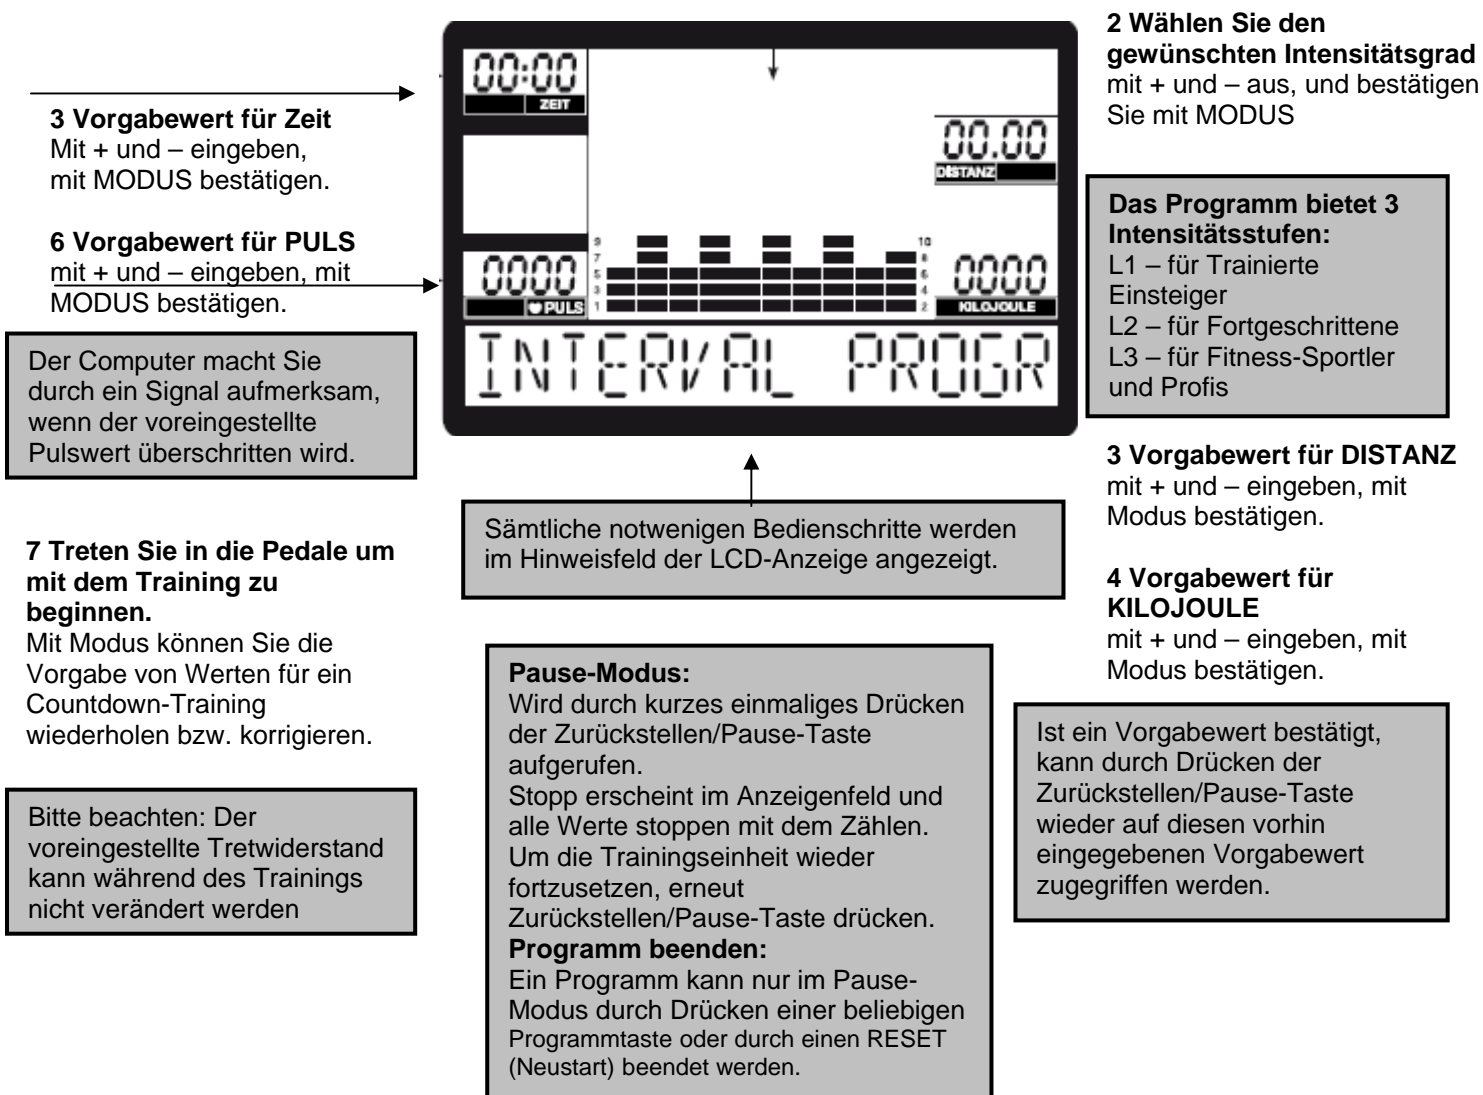 3 Vorgabewert für Zeit
Mit + und – eingeben,
mit MODUS bestätigen.
6 Vorgabewert für PULS
mit + und – eingeben, mit
MODUS bestätigen.
Der Computer macht Sie
durch ein Signal aufmerksam,
wenn der voreingestellte
Pulswert überschritten wird.
7 Treten Sie in die Pedale um
mit dem Training zu
beginnen.
Mit Modus können Sie die
Vorgabe von Werten für ein
Countdown-Training
wiederholen bzw. korrigieren.
Bitte beachten: Der
voreingestellte Tretwiderstand
kann während des Trainings
nicht verändert werden
00:00
ZEIT
00.00
DISTANZ
9 10
7 8
5 6
3 4
1 2
0000
PULS
0000
KILOJOULE
INTERVAL PROGR
Sämtliche notwenigen Bedienschritte werden
im Hinweisfeld der LCD-Anzeige angezeigt.
Pause-Modus:
Wird durch kurzes einmaliges Drücken
der Zurückstellen/Pause-Taste
aufgerufen.
Stopp erscheint im Anzeigenfeld und
alle Werte stoppen mit dem Zählen.
Um die Trainingseinheit wieder
fortzusetzen, erneut
Zurückstellen/Pause-Taste drücken.
Programm beenden:
Ein Programm kann nur im Pause-
Modus durch Drücken einer beliebigen
Programmtaste oder durch einen RESET
(Neustart) beendet werden.
2 Wählen Sie den
gewünschten Intensitätsgrad
mit + und – aus, und bestätigen
Sie mit MODUS
Das Programm bietet 3
Intensitätsstufen:
L1 – für Trainierte
Einsteiger
L2 – für Fortgeschrittene
L3 – für Fitness-Sportler
und Profis
3 Vorgabewert für DISTANZ
mit + und – eingeben, mit
Modus bestätigen.
4 Vorgabewert für
KILOJOULE
mit + und – eingeben, mit
Modus bestätigen.
Ist ein Vorgabewert bestätigt,
kann durch Drücken der
Zurückstellen/Pause-Taste
wieder auf diesen vorhin
eingegebenen Vorgabewert
zugegriffen werden.